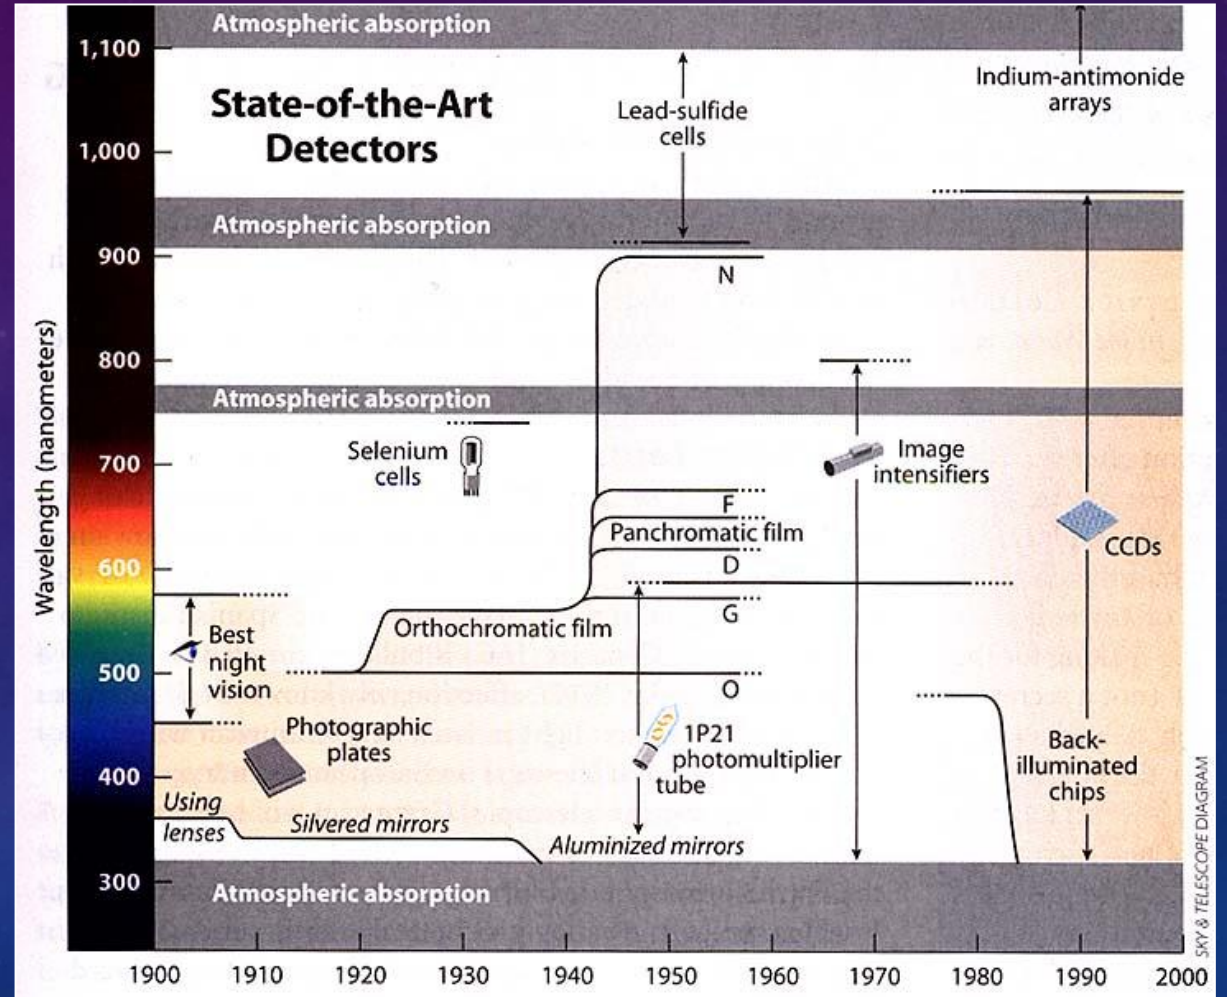 Atmospheric absorption
1,100
Indium-antimonide
arrays
State-of-the-Art
Detectors
Lead-sulfide
cells
1,000
Atmospheric absorption
900
N
800
Atmospheric absorption
Selenium
cells
700
Image
intensifiers
F
Panchromatic film
CCDs
600
D
G
Orthochromatic film
Best
night
vision
500
O
Photographic
plates
1P21
photomultiplier
tube
Back-
illuminated
chips
400
Using
lenses
Silvered mirrors
Aluminized mirrors
300
Atmospheric absorption
Wavelength (nanometers)
1900 1910 1920 1930 1940 1950 1960 1970 1980 1990 2000
SKY & TELESCOPE DIAGRAM